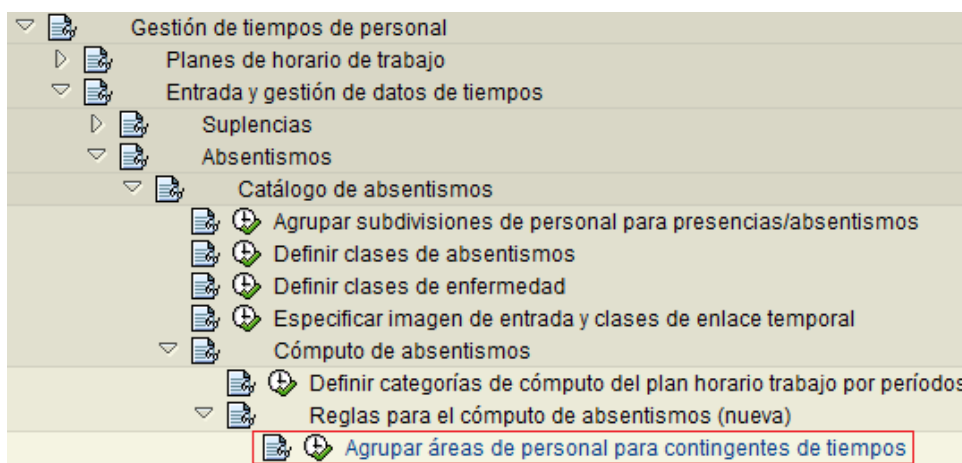 Gestión de tiempos de personal
Planes de horario de trabajo
Entrada y gestión de datos de tiempos
Suplencias
Absentismos
Catálogo de absentismos
Agrupar subdivisiones de personal para presencias/absentismos
Definir clases de absentismos
Definir clases de enfermedad
Especificar imagen de entrada y clases de enlace temporal
Cómputo de absentismos
Definir categorías de cómputo del plan horario trabajo por períodos
Reglas para el cómputo de absentismos (nueva)
Agrupar áreas de personal para contingentes de tiempos